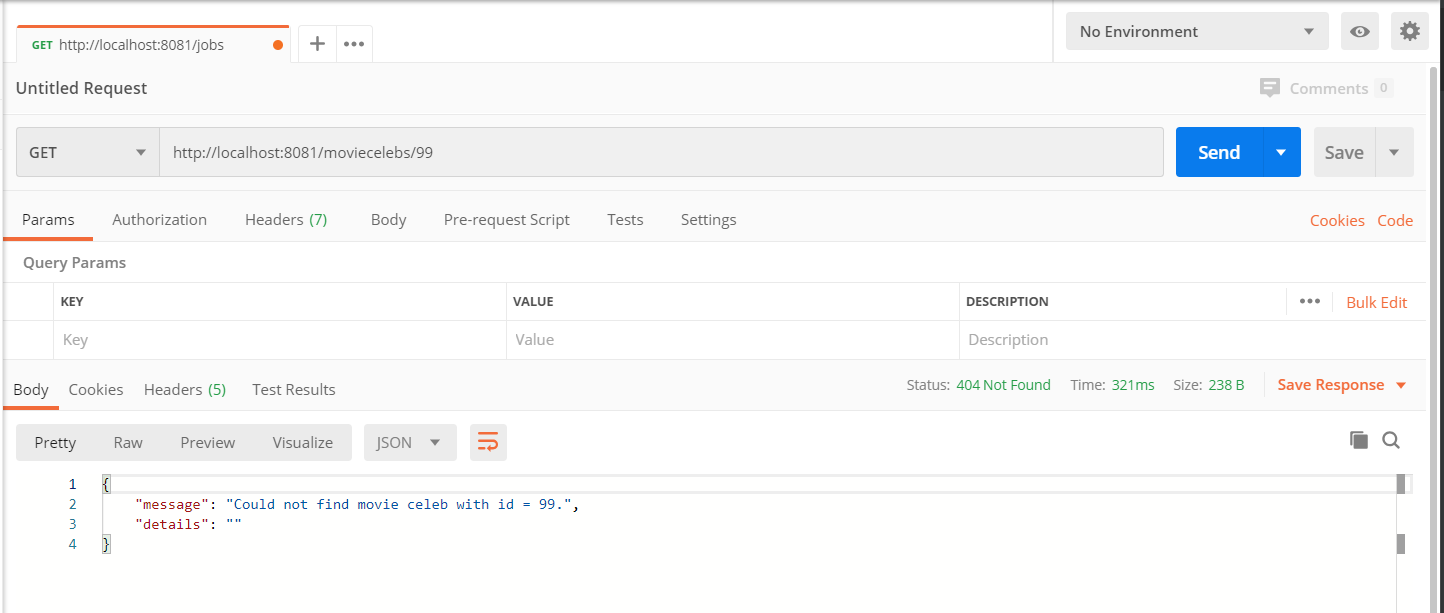 GET http://localhost:8081/jobs
No Environment
Untitled Request
Comments 0
GET
http://localhost:8081/moviecelebs/99
Send
Save
Params Authorization Headers (7) Body Pre-request Script Tests Settings
Cookies Code
Query Params
KEY VALUE DESCRIPTION
Bulk Edit
Key Value Description
Body Cookies Headers (5) Test Results
Status: 404 Not Found Time: 321ms Size: 238 B
Save Response
Pretty Raw Preview Visualize JSON
1 {
2 "message": "Could not find movie celeb with id = 99.",
3 "details": ""
4 }